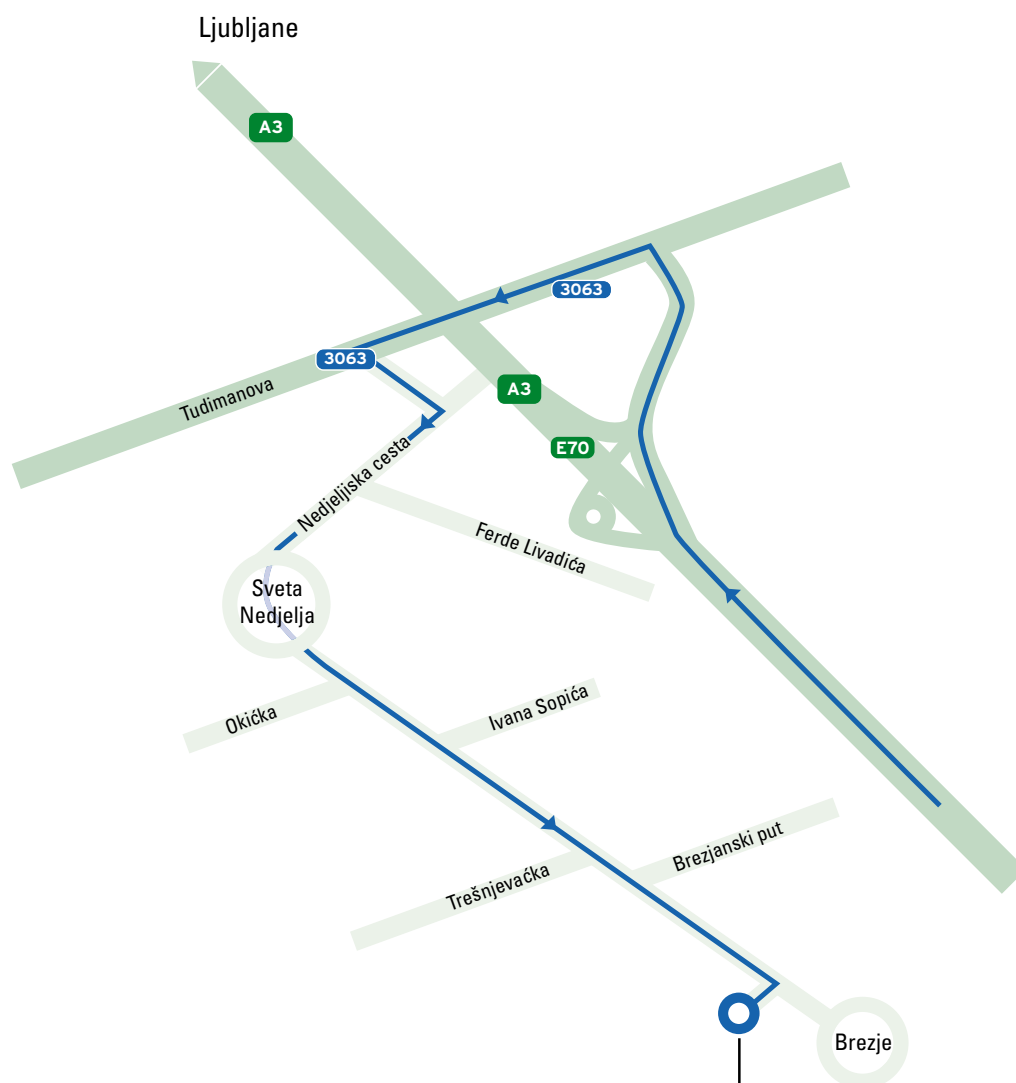 Ljubljane
A3
3063
3063
Tudimanova
A3
E70
Nedjeljiska cesta
Ferde Livadića
Sveta
Nedjelja
Ivana Sopića
Okićka
Brezjanski put
Trešnjevaćka
Brezje